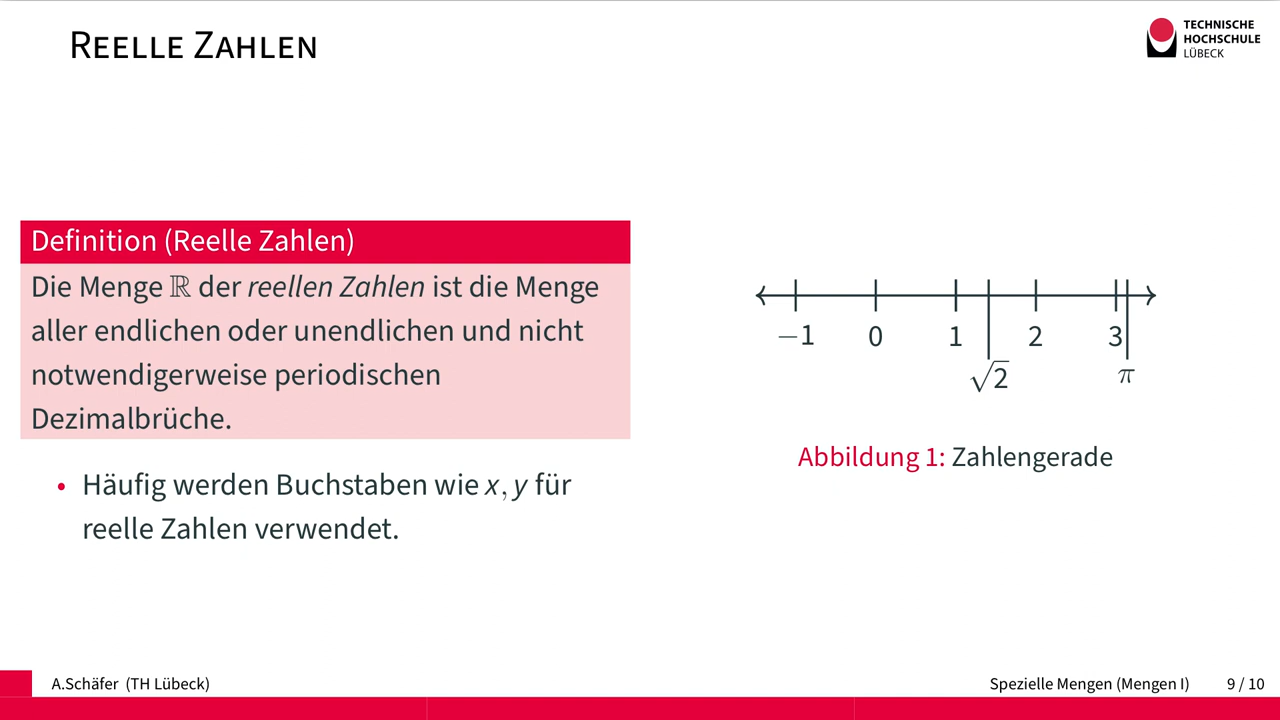 REELLE ZAHLEN
TECHNISCHE
HOCHSCHULE
LÜBECK
Definition (Reelle Zahlen)
Die Menge ℝ der reellen Zahlen ist die Menge
aller endlichen oder unendlichen und nicht
notwendigerweise periodischen
Dezimalbrüche.
• Häufig werden Buchstaben wie x, y für
reelle Zahlen verwendet.
−1 0 1 2 3
√2 π
Abbildung 1: Zahlengerade
A.Schäfer (TH Lübeck)
Spezielle Mengen (Mengen I) 9 / 10